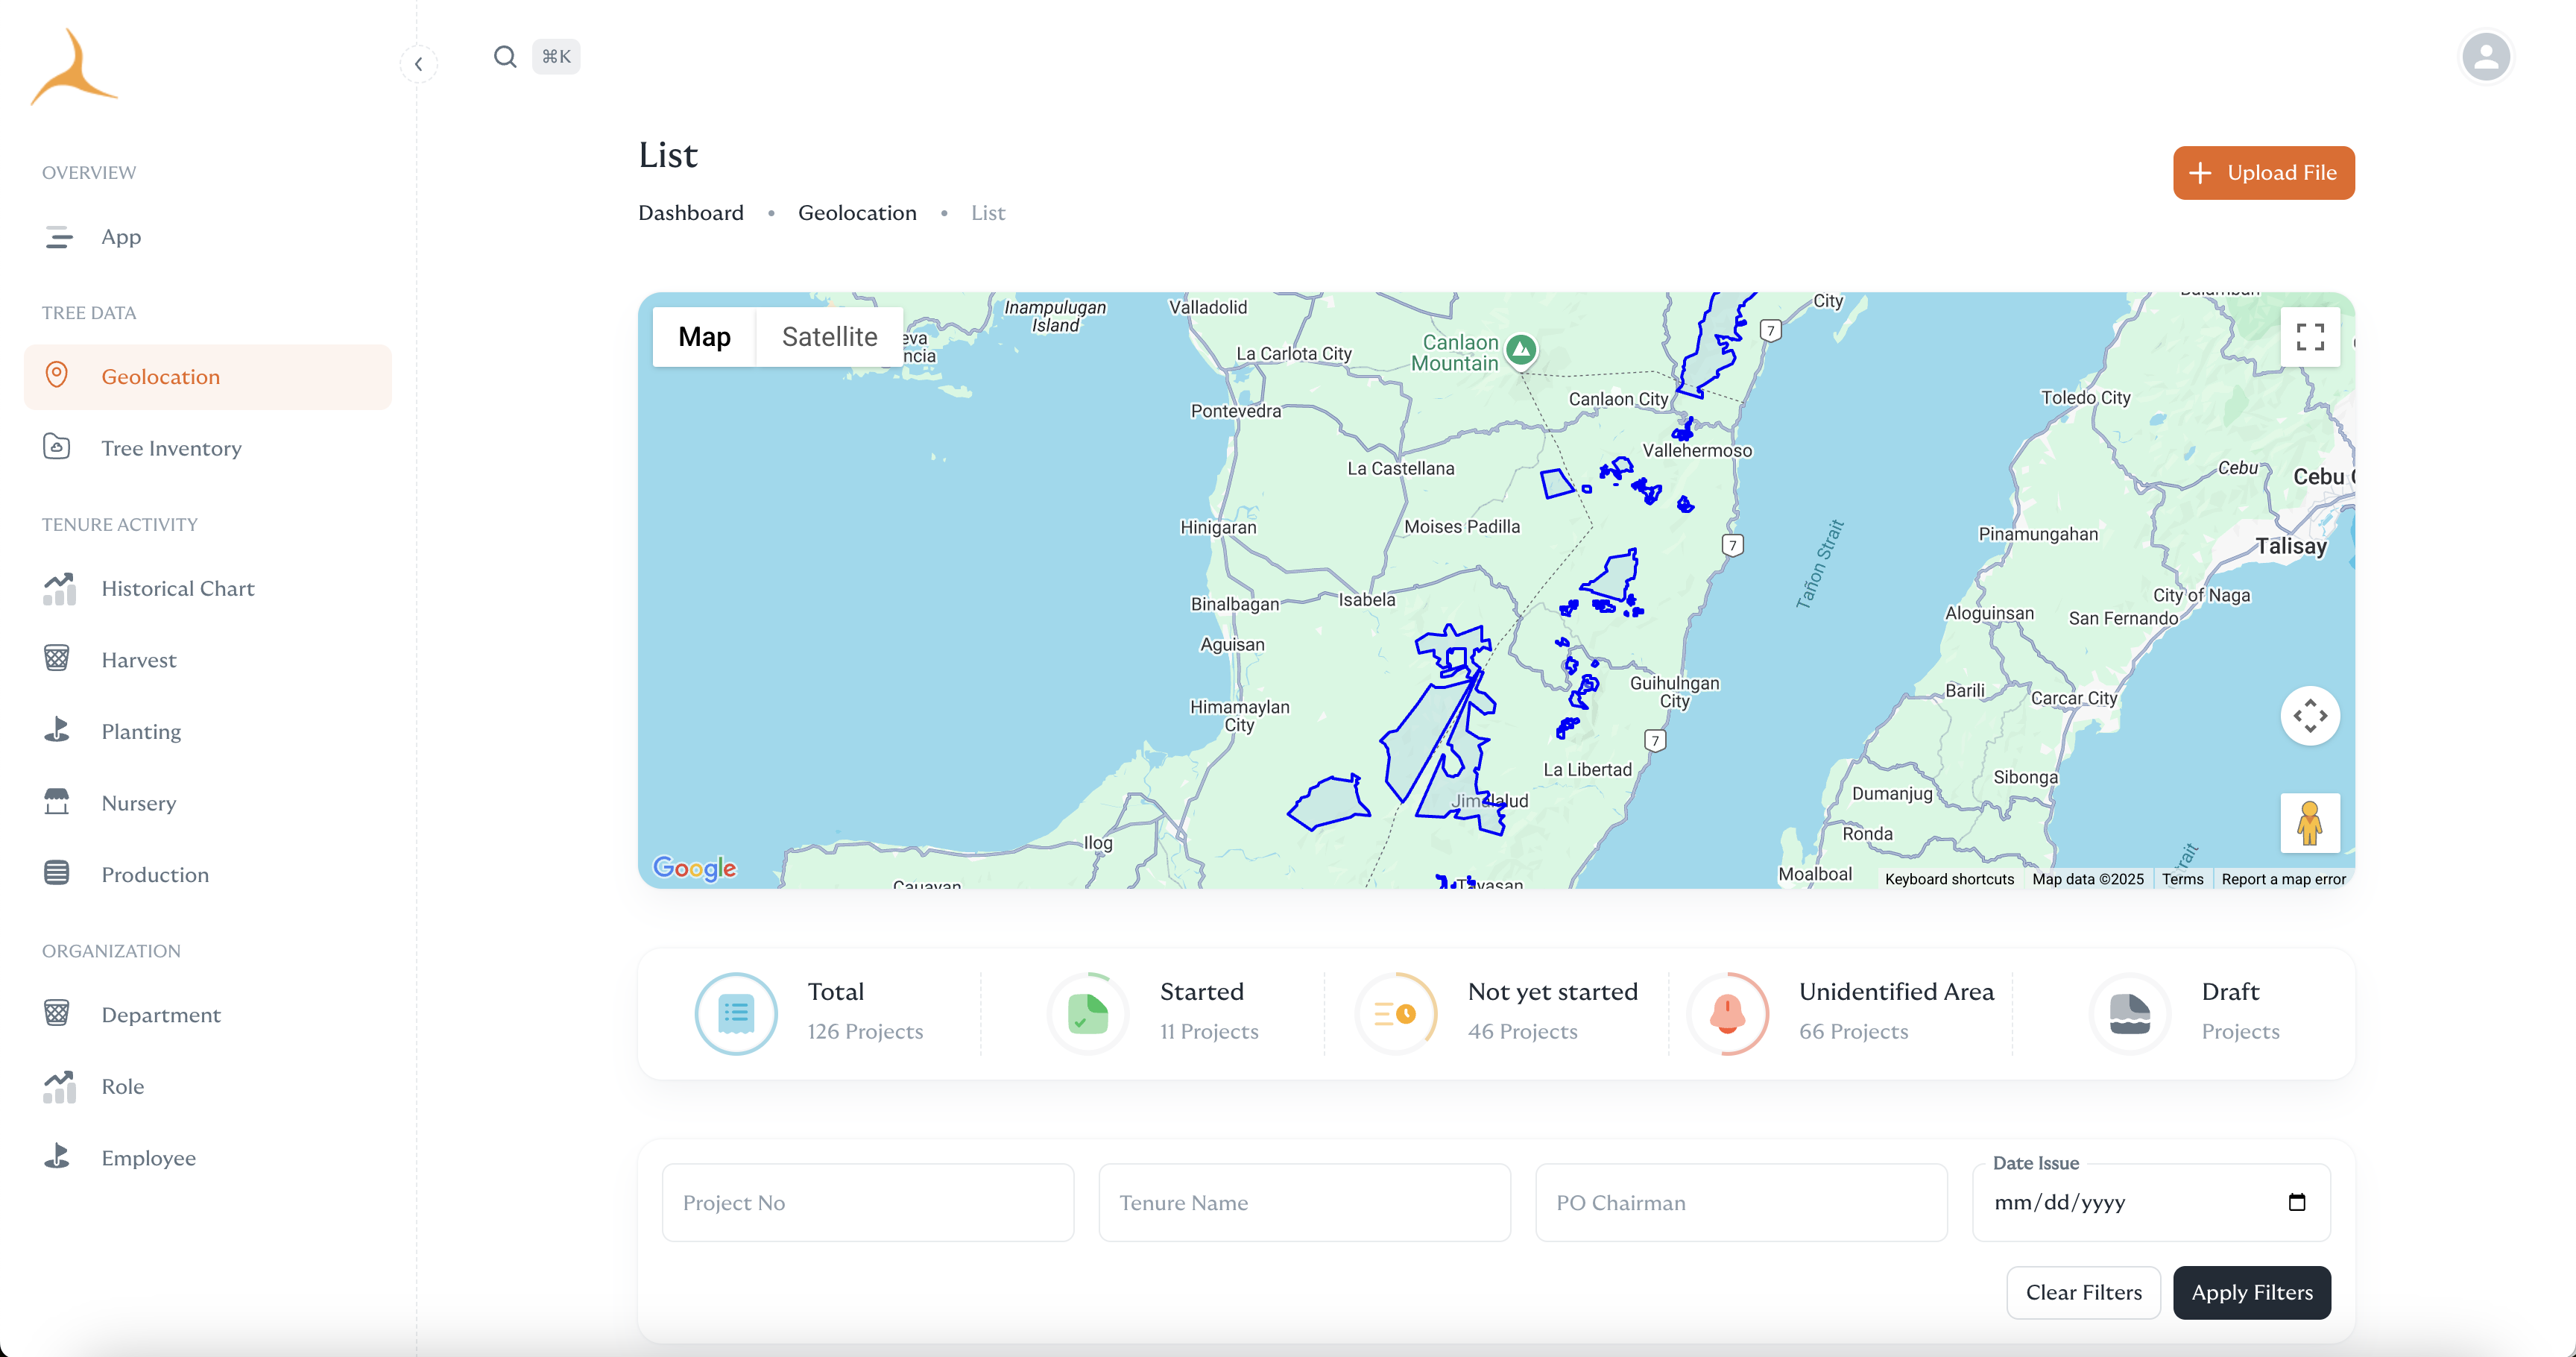 ⌘K
OVERVIEW
App
TREE DATA
Geolocation
Tree Inventory
TENURE ACTIVITY
Historical Chart
Harvest
Planting
Nursery
Production
ORGANIZATION
Department
Role
Employee
List
Upload File
Dashboard • Geolocation • List
Map
Satellite
Inampulugan
Island
Valladolid
City
7
La Carlota City
Canlaon
Mountain
Canlaon City
Toledo City
Pontevedra
Vallehermoso
La Castellana
Cebu
Cebu
Hinigaran
Moises Padilla
7
Tañon Strait
Pinamungahan
Talisay
Binalbagan
Isabela
City of Naga
Aloguinsan
San Fernando
Aguisan
Guihulngan
City
Barili
Carcar City
Himamaylan
City
7
La Libertad
Sibonga
Dumanjug
Jimalalud
Ronda
Ilog
Moalboal
Tayasan
Cauayan
Google
Keyboard shortcuts
Map data ©2025
Terms
Report a map error
Total
126 Projects
Started
11 Projects
Not yet started
46 Projects
Unidentified Area
66 Projects
Draft
Projects
Project No
Tenure Name
PO Chairman
Date Issue
mm/dd/yyyy
Clear Filters
Apply Filters